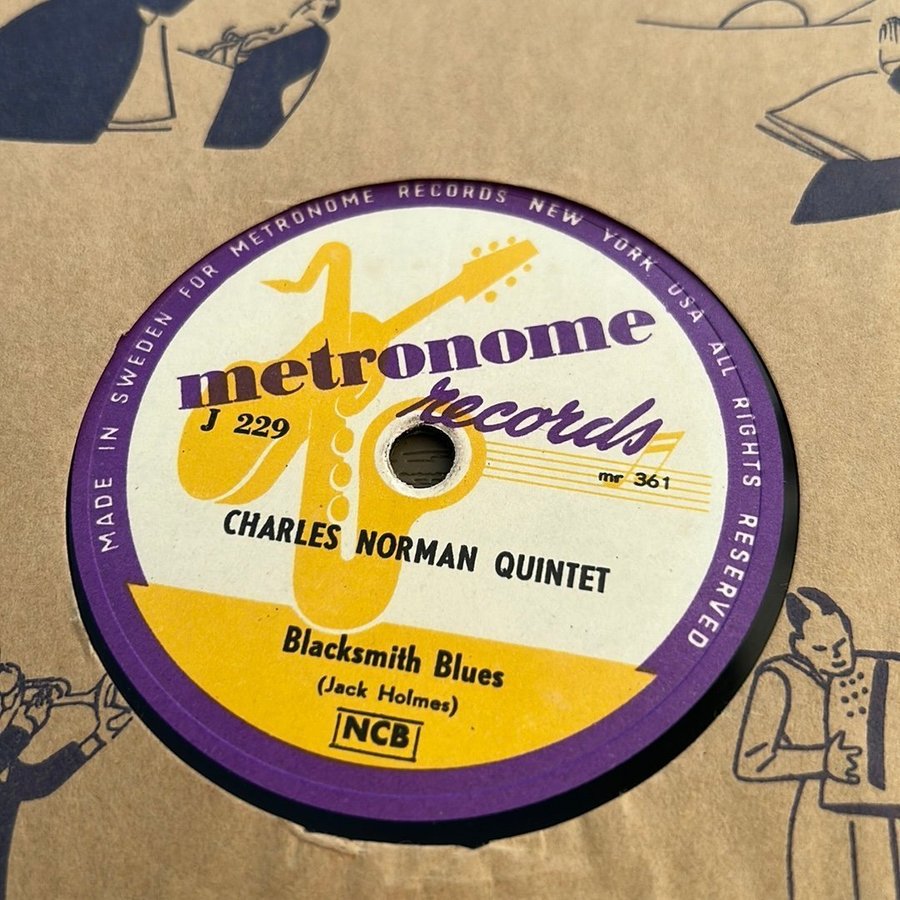 MADE IN SWEDEN FOR METRONOME RECORDS NEW YORK USA ALL RIGHTS RESERVED
metronome
records
J 229
mr 361
CHARLES NORMAN QUINTET
Blacksmith Blues
(Jack Holmes)
NCB